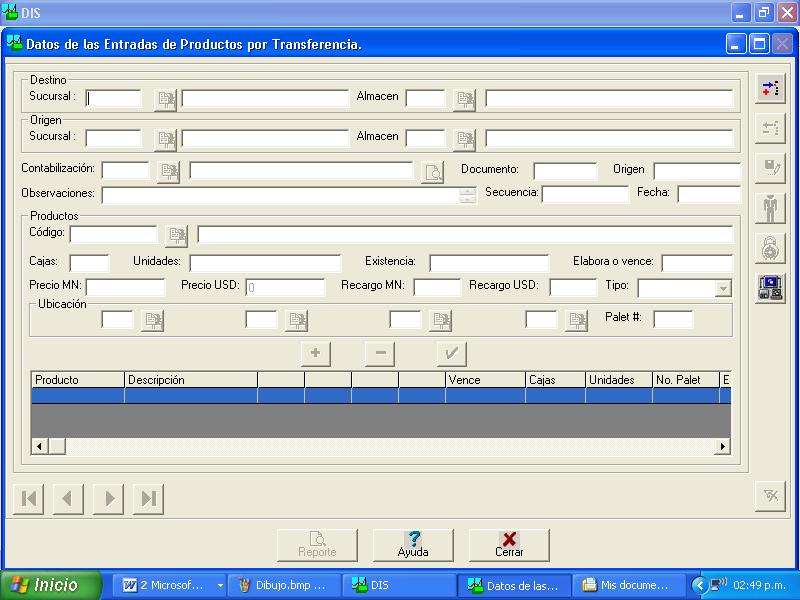 DIS
Datos de las Entradas de Productos por Transferencia.
Destino
Sucursal : Almacen
Origen
Sucursal : Almacen
Contabilización: Documento: Origen
Observaciones: Secuencia: Fecha:
Productos
Código:
Cajas: Unidades: Existencia: Elabora o vence:
Precio MN: Precio USD: 0 Recargo MN: Recargo USD: Tipo:
Ubicación
Palet #:
Producto Descripción Vence Cajas Unidades No. Palet E
Reporte Ayuda Cerrar
Inicio 2 Microsof... Dibujo.bmp ... DIS Datos de las... Mis docume... 02:49 p.m.